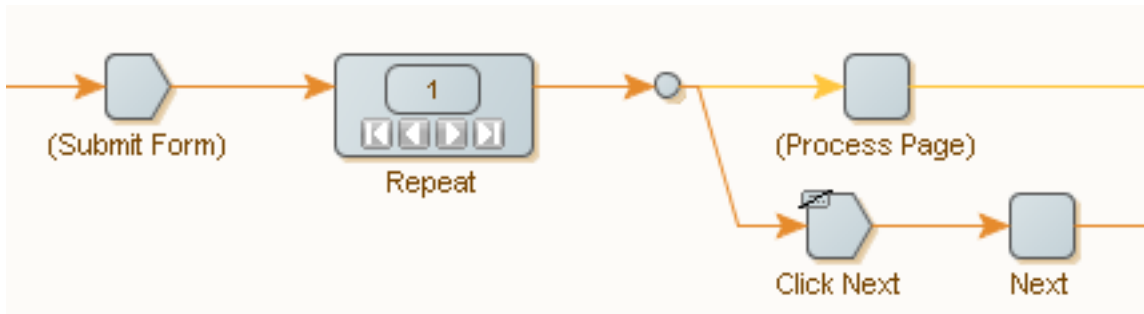 1
(Submit Form)
Repeat
(Process Page)
Click Next
Next